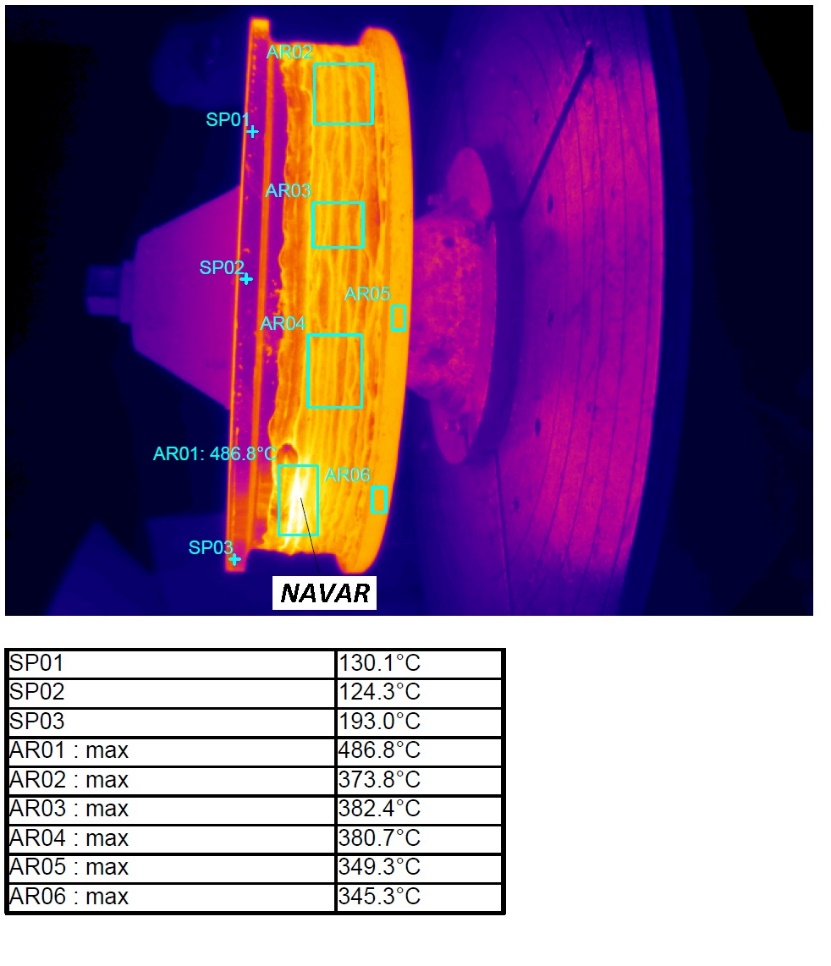 AR02
SP01
AR03
SP02
AR05
AR04
AR01: 486.8°C
AR06
SP03
NAVAR
SP01 130.1°C
SP02 124.3°C
SP03 193.0°C
AR01 : max 486.8°C
AR02 : max 373.8°C
AR03 : max 382.4°C
AR04 : max 380.7°C
AR05 : max 349.3°C
AR06 : max 345.3°C